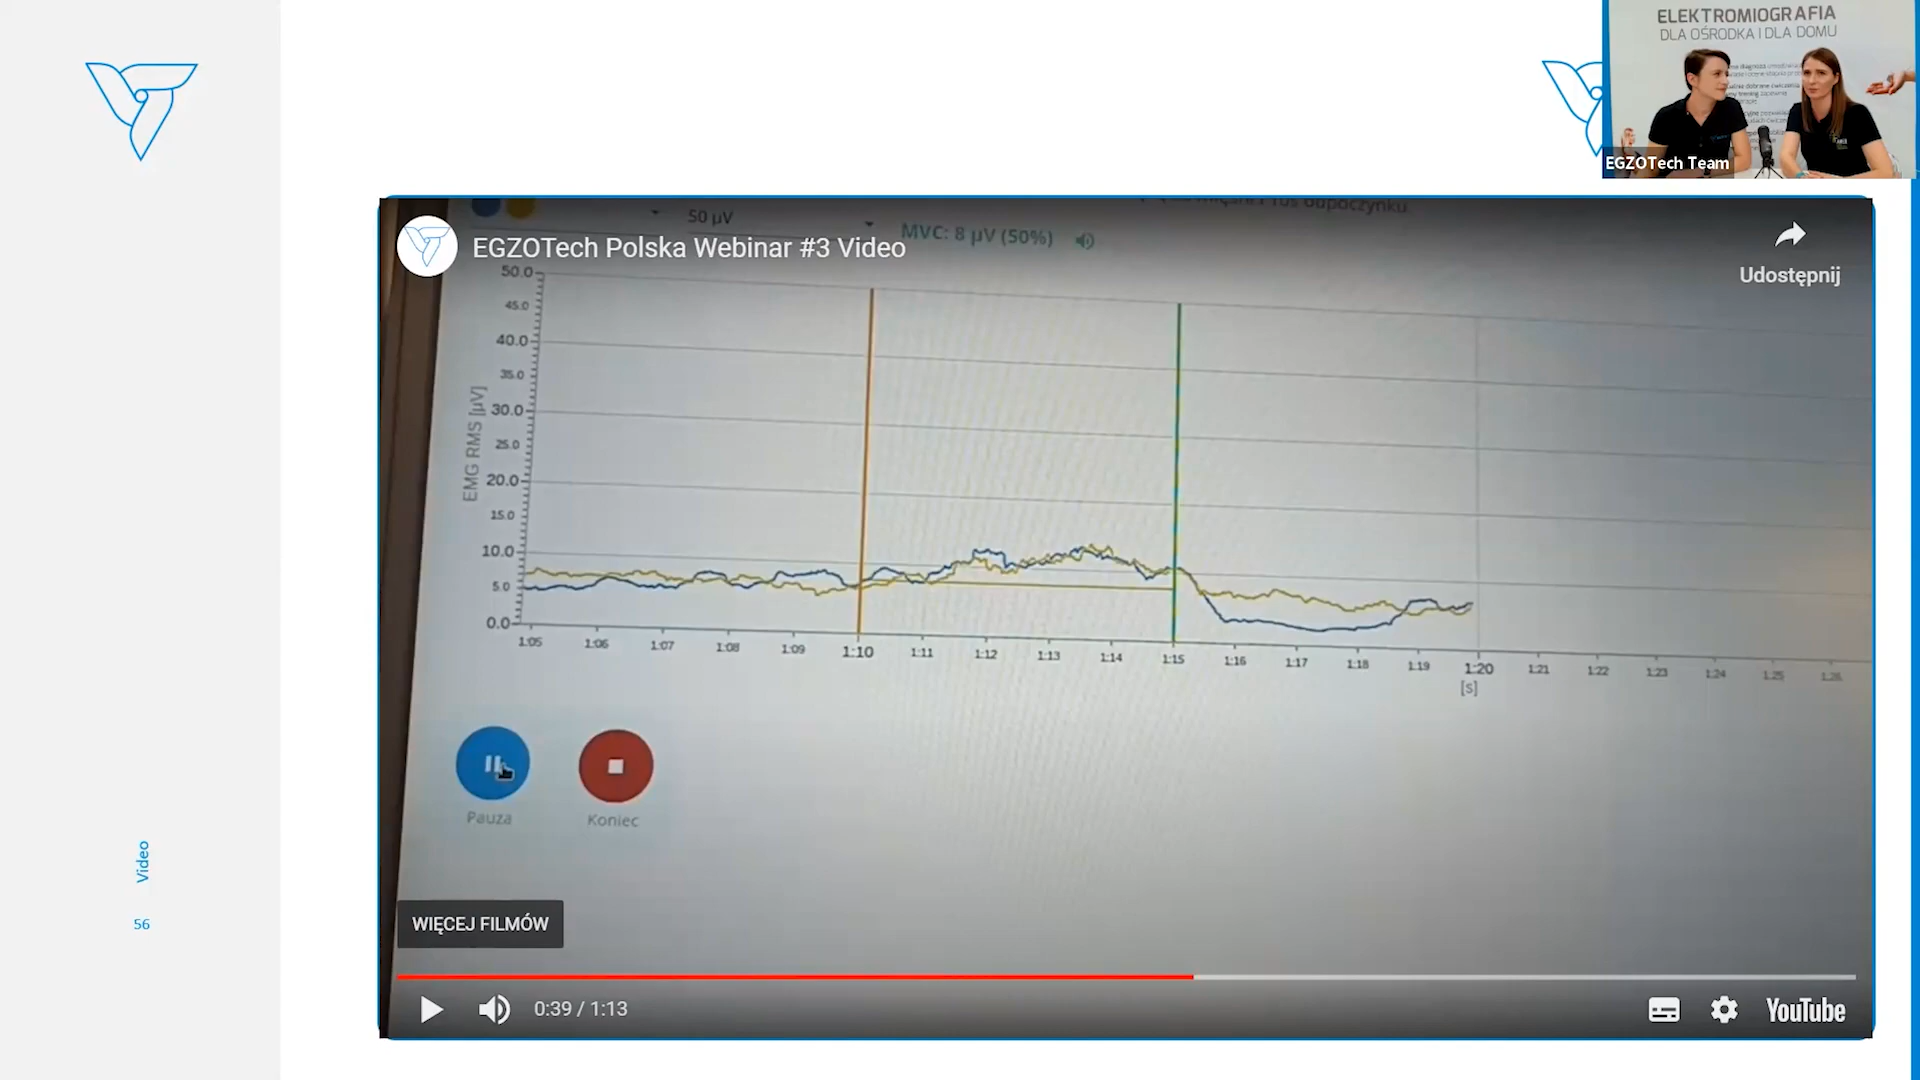 ELEKTROMIOGRAFIA
DLA OŚRODKA I DLA DOMU
EGZOTech Team
50 µV
odpoczynku
MVC: 8 µV (50%)
EGZOTech Polska Webinar #3 Video
Udostępnij
50.0
45.0
40.0
35.0
30.0
25.0
20.0
15.0
10.0
5.0
0.0
EMG RMS [µV]
1:05 1:06 1:07 1:08 1:09 1:10 1:11 1:12 1:13 1:14 1:15 1:16 1:17 1:18 1:19 1:20 1:21 1:22 1:23 1:24 1:25 1:26
[s]
Pauza
Koniec
Video
56
WIĘCEJ FILMÓW
0:39 / 1:13
YouTube